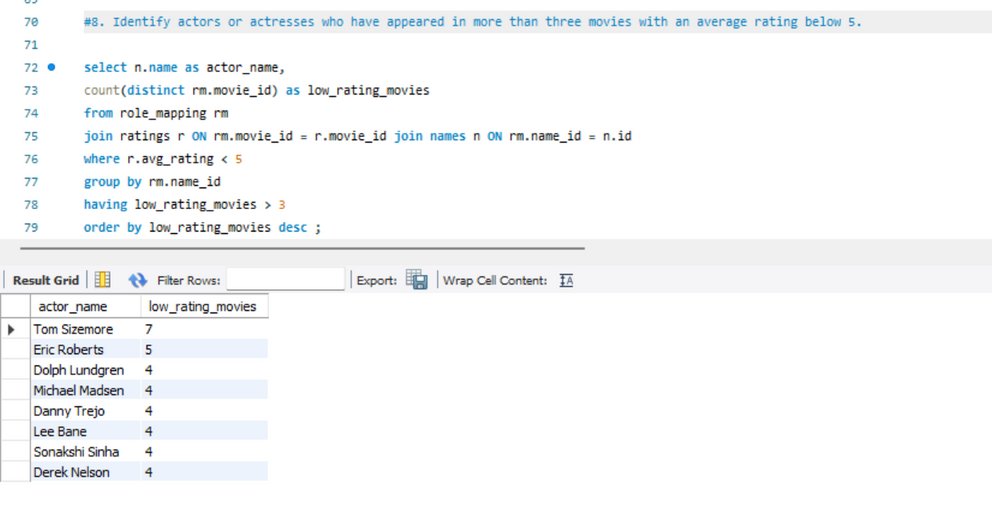 70 #8. Identify actors or actresses who have appeared in more than three movies with an average rating below 5.
71
72 select n.name as actor_name,
73 count(distinct rm.movie_id) as low_rating_movies
74 from role_mapping rm
75 join ratings r ON rm.movie_id = r.movie_id join names n ON rm.name_id = n.id
76 where r.avg_rating < 5
77 group by rm.name_id
78 having low_rating_movies > 3
79 order by low_rating_movies desc ;
Result Grid Filter Rows: Export: Wrap Cell Content: IA
actor_name low_rating_movies
Tom Sizemore 7
Eric Roberts 5
Dolph Lundgren 4
Michael Madsen 4
Danny Trejo 4
Lee Bane 4
Sonakshi Sinha 4
Derek Nelson 4